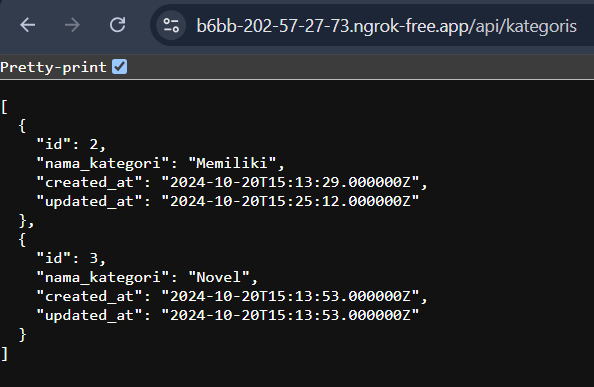 b6bb-202-57-27-73.ngrok-free.app/api/kategoris
Pretty-print
[
  {
    "id": 2,
    "nama_kategori": "Memiliki",
    "created_at": "2024-10-20T15:13:29.000000Z",
    "updated_at": "2024-10-20T15:25:12.000000Z"
  },
  {
    "id": 3,
    "nama_kategori": "Novel",
    "created_at": "2024-10-20T15:13:53.000000Z",
    "updated_at": "2024-10-20T15:13:53.000000Z"
  }
]